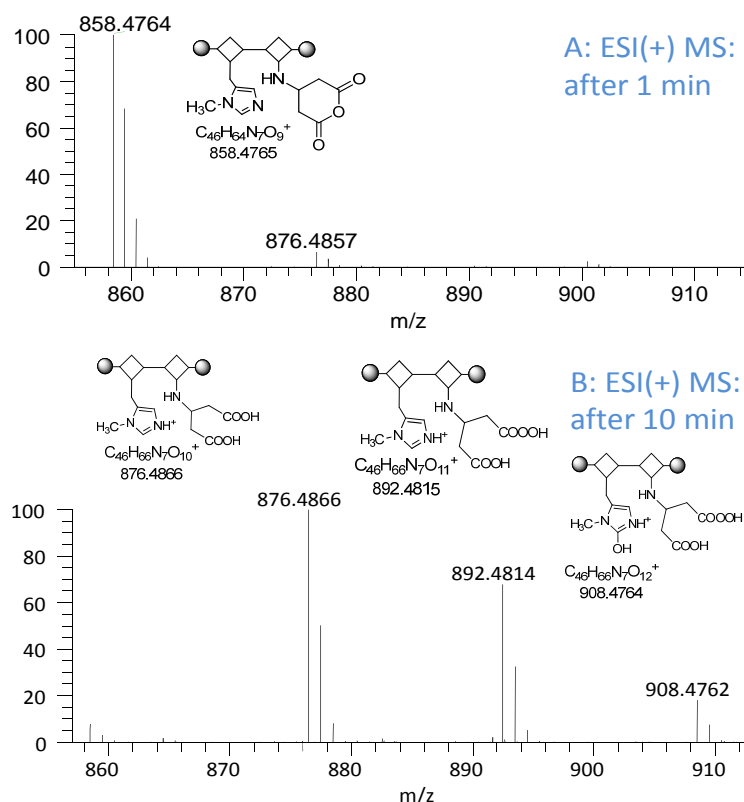 858.4764
A: ESI(+) MS:
after 1 min
100
80
60
40
20
0
HN
O
O
O
H₃C
N
N
C₄₆H₆₄N₇O₉⁺
858.4765
876.4857
860
870
880
890
900
910
m/z
B: ESI(+) MS:
after 10 min
HN
COOH
COOH
H₃C
N
NH⁺
C₄₆H₆₆N₇O₁₀⁺
876.4866
HN
COOOH
COOH
H₃C
N
NH⁺
C₄₆H₆₆N₇O₁₁⁺
892.4815
HN
COOOH
COOH
H₃C
N
NH⁺
OH
C₄₆H₆₆N₇O₁₂⁺
908.4764
876.4866
892.4814
908.4762
100
80
60
40
20
0
860
870
880
890
900
910
m/z